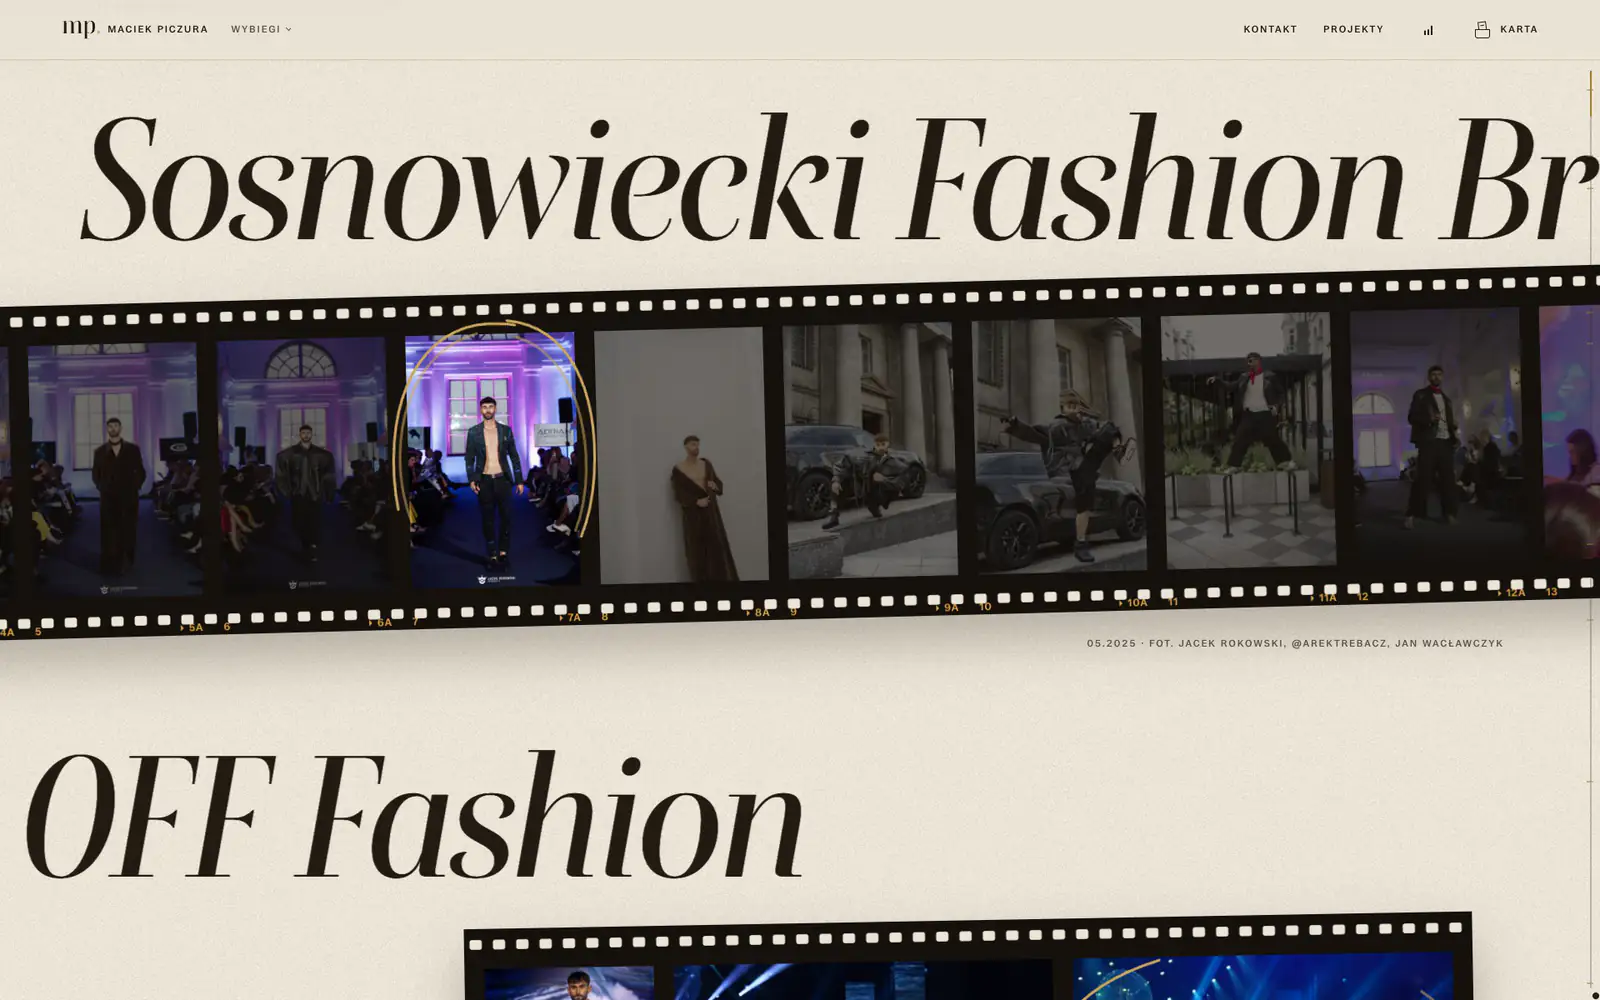 mp. MACIEK PICZURA WYBIEGI KONTAKT PROJEKTY KARTA
Sosnowiecki Fashion Br
4A 5 5A 6 6A 7 7A 8 8A 9 9A 10 10A 11 11A 12 12A 13
05.2025 · FOT. JACEK ROKOWSKI, @AREKTREBACZ, JAN WACŁAWCZYK
OFF Fashion